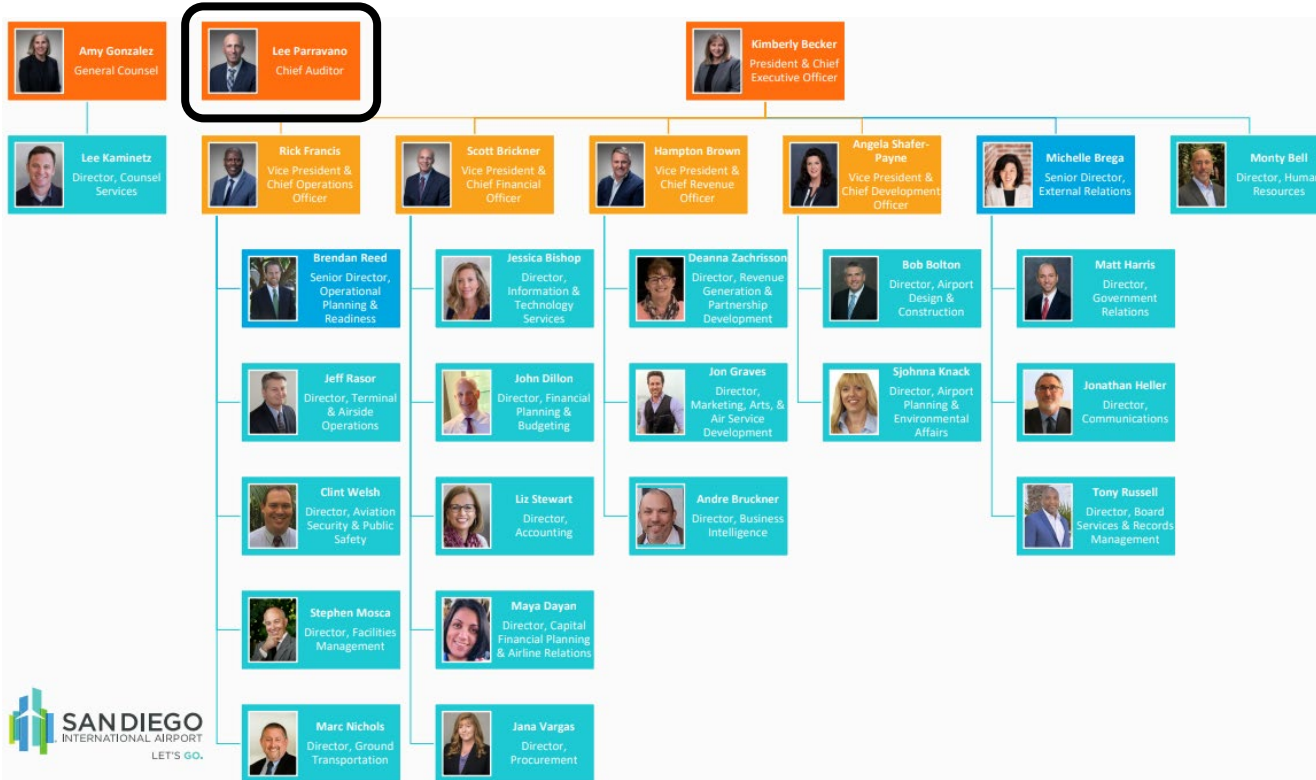 Amy Gonzalez
General Counsel
Lee Parravano
Chief Auditor
Kimberly Becker
President & Chief
Executive Officer
Lee Kaminetz
Director, Counsel
Services
Rick Francis
Vice President &
Chief Operations
Officer
Scott Brickner
Vice President &
Chief Financial
Officer
Hampton Brown
Vice President &
Chief Revenue
Officer
Angela Shafer-
Payne
Vice President &
Chief Development
Officer
Michelle Brega
Senior Director,
External Relations
Monty Bell
Director, Human
Resources
Brendan Reed
Senior Director,
Operational
Planning &
Readiness
Jessica Bishop
Director,
Information &
Technology
Services
Deanna Zachrisson
Director, Revenue
Generation &
Partnership
Development
Bob Bolton
Director, Airport
Design &
Construction
Matt Harris
Director,
Government
Relations
Jeff Rasor
Director, Terminal
& Airside
Operations
John Dillon
Director, Financial
Planning &
Budgeting
Jon Graves
Director,
Marketing, Arts, &
Air Service
Development
Sjohnna Knack
Director, Airport
Planning &
Environmental
Affairs
Jonathan Heller
Director,
Communications
Clint Welsh
Director, Aviation
Security & Public
Safety
Liz Stewart
Director,
Accounting
Andre Bruckner
Director, Business
Intelligence
Tony Russell
Director, Board
Services & Records
Management
Stephen Mosca
Director, Facilities
Management
Maya Dayan
Director, Capital
Financial Planning
& Airline Relations
Marc Nichols
Director, Ground
Transportation
Jana Vargas
Director,
Procurement
SAN DIEGO
INTERNATIONAL AIRPORT
LET'S GO.